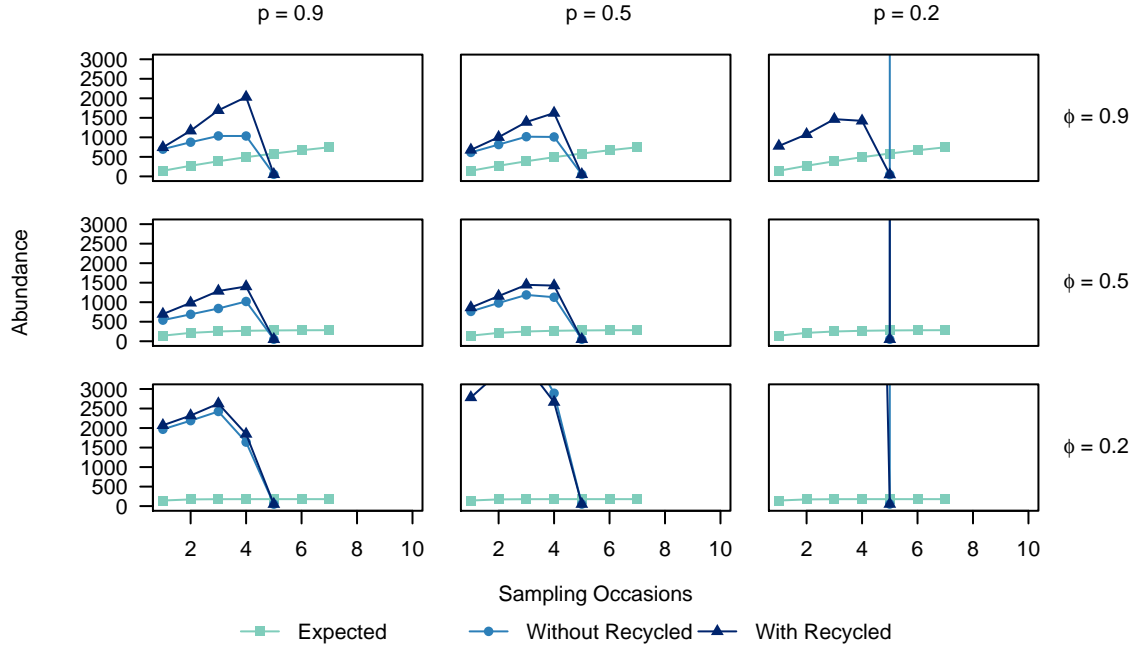 p = 0.9 p = 0.5 p = 0.2
3000
2500
2000
1500
1000
500
0
ϕ = 0.9
3000
2500
2000
1500
1000
500
0
ϕ = 0.5
Abundance
3000
2500
2000
1500
1000
500
0
ϕ = 0.2
2 4 6 8 10 2 4 6 8 10 2 4 6 8 10
Sampling Occasions
Expected Without Recycled With Recycled